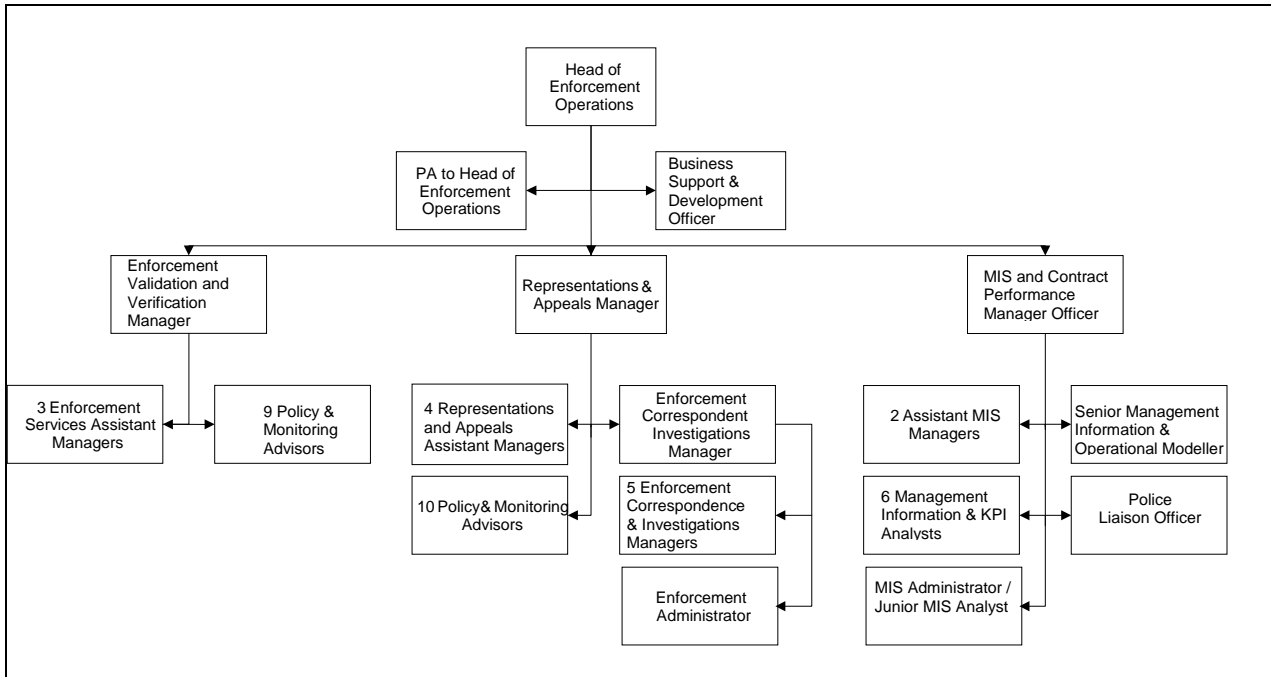 Head of
Enforcement
Operations
PA to Head of
Enforcement
Operations
Business
Support &
Development
Officer
Enforcement
Validation and
Verification
Manager
Representations &
Appeals Manager
MIS and Contract
Performance
Manager Officer
3 Enforcement
Services Assistant
Managers
9 Policy &
Monitoring
Advisors
4 Representations
and Appeals
Assistant Managers
Enforcement
Correspondent
Investigations
Manager
2 Assistant MIS
Managers
Senior Management
Information &
Operational Modeller
10 Policy & Monitoring
Advisors
5 Enforcement
Correspondence
& Investigations
Managers
6 Management
Information & KPI
Analysts
Police
Liaison Officer
Enforcement
Administrator
MIS Administrator /
Junior MIS Analyst